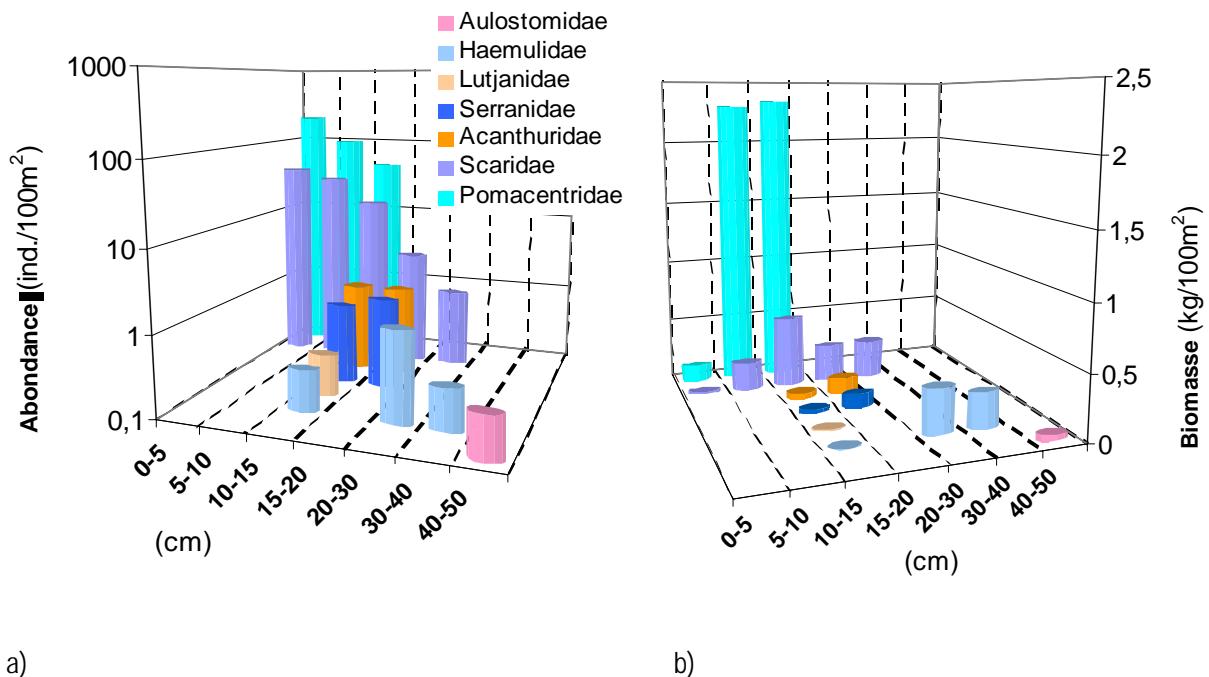 Aulostomidae
Haemulidae
Lutjanidae
Serranidae
Acanthuridae
Scaridae
Pomacentridae
1000
100
10
1
0,1
Abondance (ind./100m²)
0-5
5-10
10-15
15-20
20-30
30-40
40-50
(cm)
2,5
2
1,5
1
0,5
0
Biomasse (kg/100m²)
0-5
5-10
10-15
15-20
20-30
30-40
40-50
(cm)
a)
b)